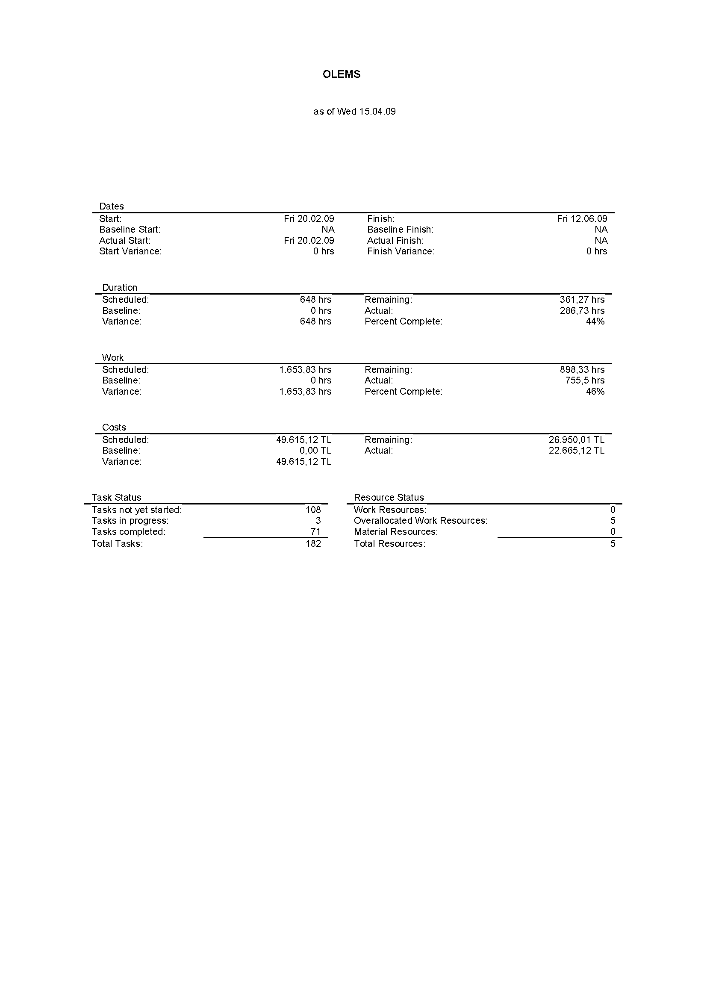 OLEMS
as of Wed 15.04.09
Dates
Start: Fri 20.02.09 Finish: Fri 12.06.09
Baseline Start: NA Baseline Finish: NA
Actual Start: Fri 20.02.09 Actual Finish: NA
Start Variance: 0 hrs Finish Variance: 0 hrs
Duration
Scheduled: 648 hrs Remaining: 361,27 hrs
Baseline: 0 hrs Actual: 286,73 hrs
Variance: 648 hrs Percent Complete: 44%
Work
Scheduled: 1.653,83 hrs Remaining: 898,33 hrs
Baseline: 0 hrs Actual: 755,5 hrs
Variance: 1.653,83 hrs Percent Complete: 46%
Costs
Scheduled: 49.615,12 TL Remaining: 26.950,01 TL
Baseline: 0,00 TL Actual: 22.665,12 TL
Variance: 49.615,12 TL
Task Status Resource Status
Tasks not yet started: 108 Work Resources: 0
Tasks in progress: 3 Overallocated Work Resources: 5
Tasks completed: 71 Material Resources: 0
Total Tasks: 182 Total Resources: 5